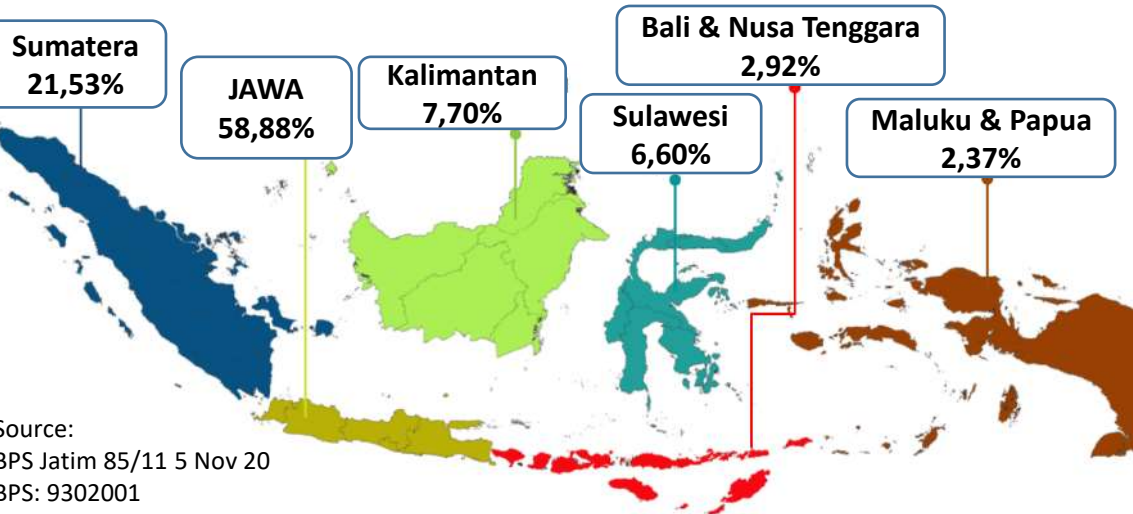 Sumatera
21,53%
JAWA
58,88%
Kalimantan
7,70%
Bali & Nusa Tenggara
2,92%
Sulawesi
6,60%
Maluku & Papua
2,37%
Source:
BPS Jatim 85/11 5 Nov 20
BPS: 9302001